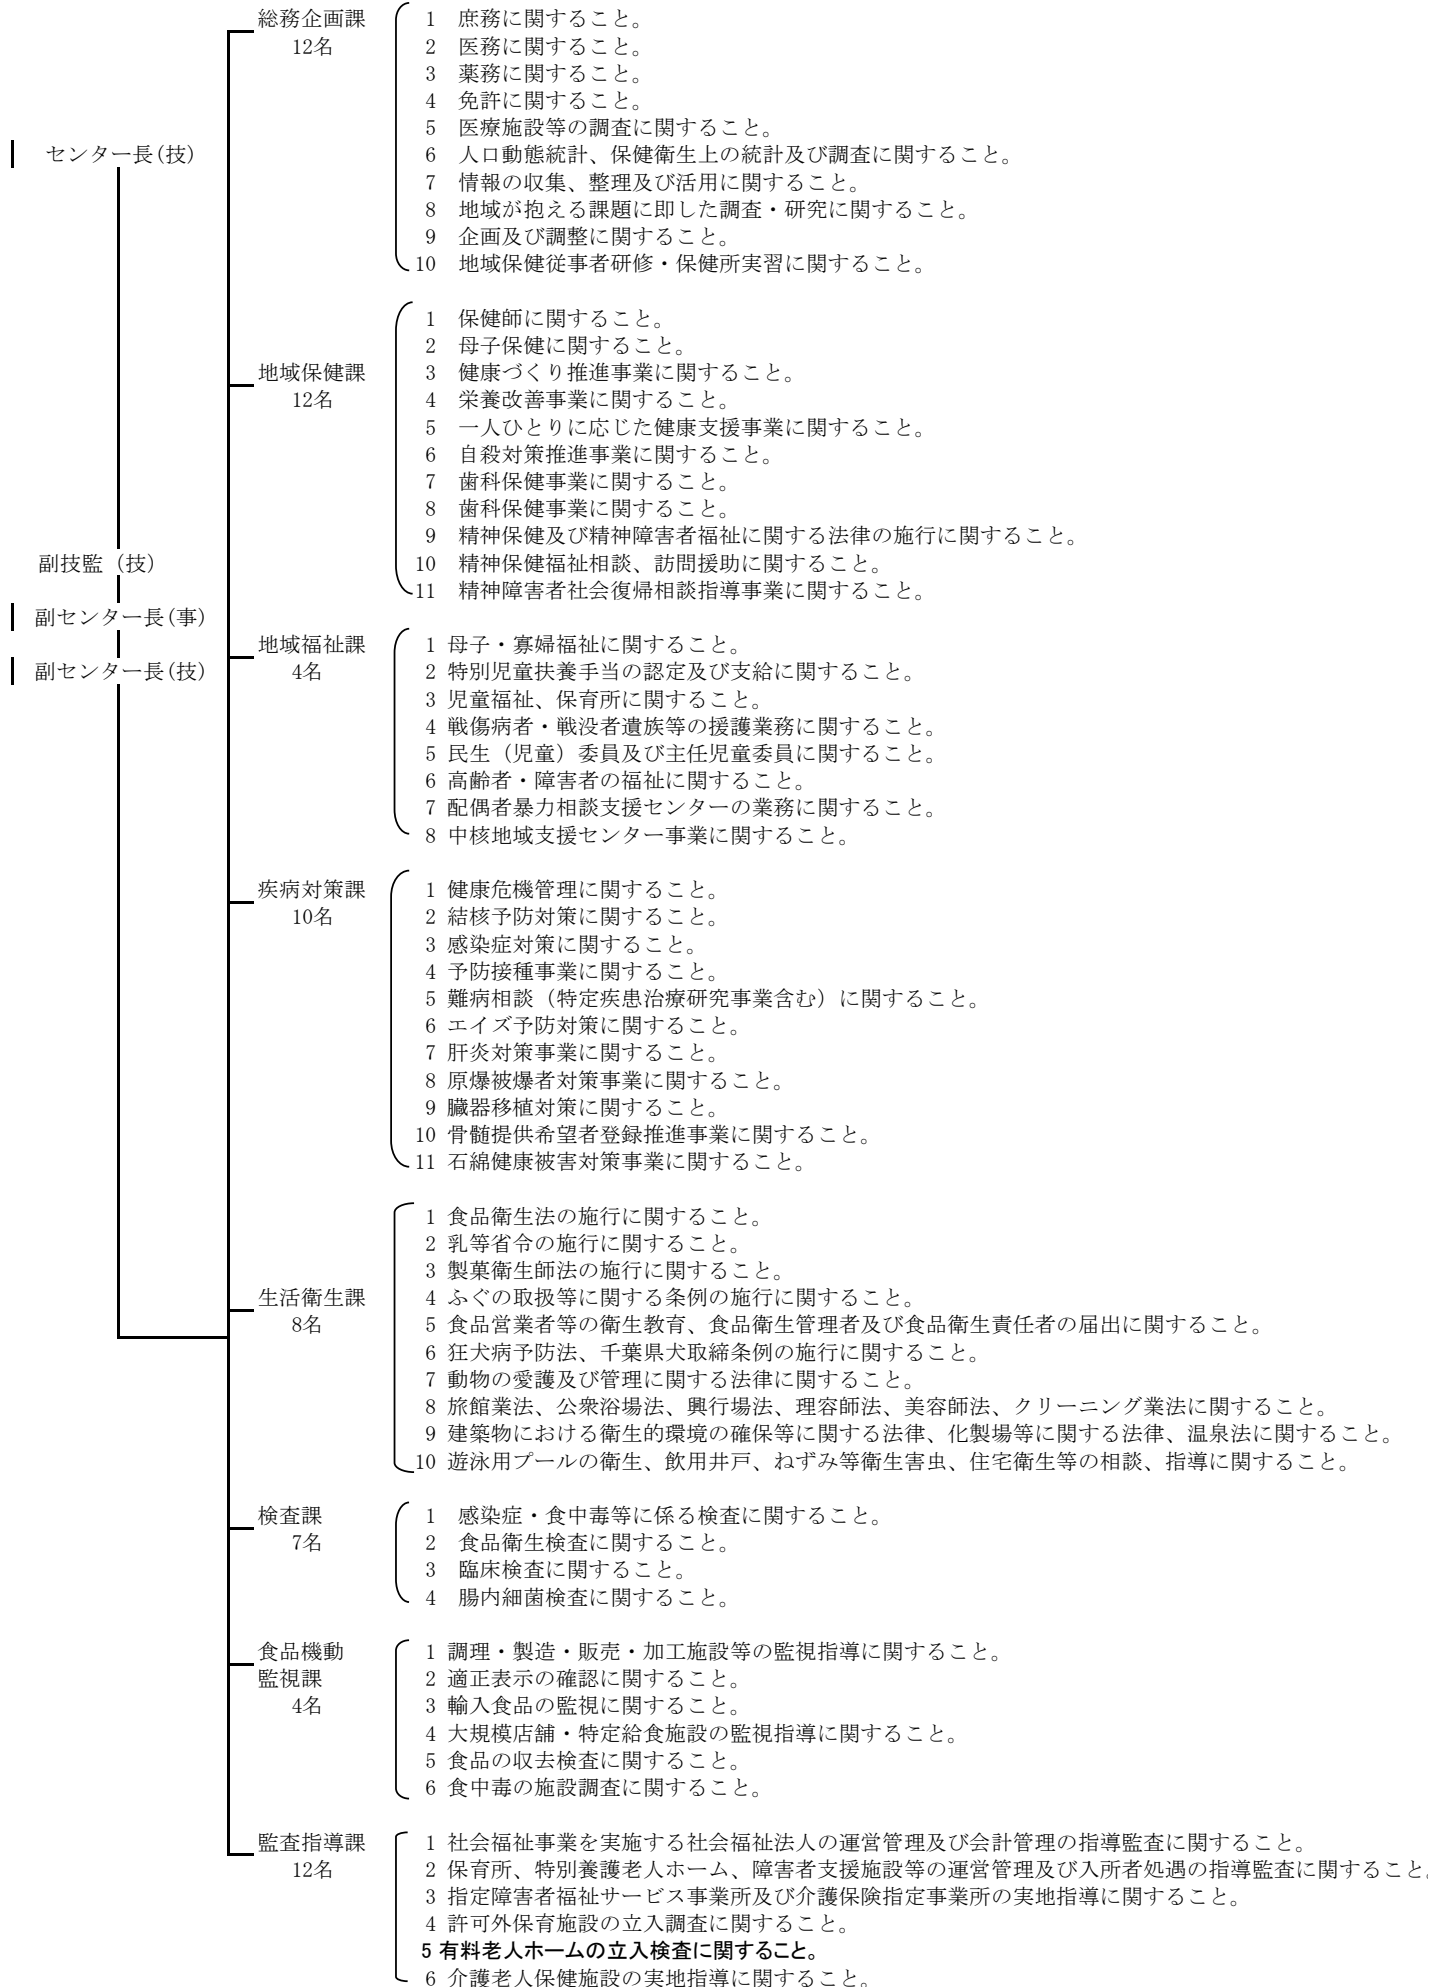 総務企画課
12名
1 庶務に関すること。
2 医務に関すること。
3 薬務に関すること。
4 免許に関すること。
5 医療施設等の調査に関すること。
6 人口動態統計、保健衛生上の統計及び調査に関すること。
7 情報の収集、整理及び活用に関すること。
8 地域が抱える課題に即した調査・研究に関すること。
9 企画及び調整に関すること。
10 地域保健従事者研修・保健所実習に関すること。
センター長(技)
地域保健課
12名
1 保健師に関すること。
2 母子保健に関すること。
3 健康づくり推進事業に関すること。
4 栄養改善事業に関すること。
5 一人ひとりに応じた健康支援事業に関すること。
6 自殺対策推進事業に関すること。
7 歯科保健事業に関すること。
8 歯科保健事業に関すること。
9 精神保健及び精神障害者福祉に関する法律の施行に関すること。
10 精神保健福祉相談、訪問援助に関すること。
11 精神障害者社会復帰相談指導事業に関すること。
副技監（技）
副センター長(事)
副センター長(技)
地域福祉課
4名
1 母子・寡婦福祉に関すること。
2 特別児童扶養手当の認定及び支給に関すること。
3 児童福祉、保育所に関すること。
4 戦傷病者・戦没者遺族等の援護業務に関すること。
5 民生（児童）委員及び主任児童委員に関すること。
6 高齢者・障害者の福祉に関すること。
7 配偶者暴力相談支援センターの業務に関すること。
8 中核地域支援センター事業に関すること。
疾病対策課
10名
1 健康危機管理に関すること。
2 結核予防対策に関すること。
3 感染症対策に関すること。
4 予防接種事業に関すること。
5 難病相談（特定疾患治療研究事業含む）に関すること。
6 エイズ予防対策に関すること。
7 肝炎対策事業に関すること。
8 原爆被爆者対策事業に関すること。
9 臓器移植対策に関すること。
10 骨髄提供希望者登録推進事業に関すること。
11 石綿健康被害対策事業に関すること。
生活衛生課
8名
1 食品衛生法の施行に関すること。
2 乳等省令の施行に関すること。
3 製菓衛生師法の施行に関すること。
4 ふぐの取扱等に関する条例の施行に関すること。
5 食品営業者等の衛生教育、食品衛生管理者及び食品衛生責任者の届出に関すること。
6 狂犬病予防法、千葉県犬取締条例の施行に関すること。
7 動物の愛護及び管理に関する法律に関すること。
8 旅館業法、公衆浴場法、興行場法、理容師法、美容師法、クリーニング業法に関すること。
9 建築物における衛生的環境の確保等に関する法律、化製場等に関する法律、温泉法に関すること。
10 遊泳用プールの衛生、飲用井戸、ねずみ等衛生害虫、住宅衛生等の相談、指導に関すること。
検査課
7名
1 感染症・食中毒等に係る検査に関すること。
2 食品衛生検査に関すること。
3 臨床検査に関すること。
4 腸内細菌検査に関すること。
食品機動
監視課
4名
1 調理・製造・販売・加工施設等の監視指導に関すること。
2 適正表示の確認に関すること。
3 輸入食品の監視に関すること。
4 大規模店舗・特定給食施設の監視指導に関すること。
5 食品の収去検査に関すること。
6 食中毒の施設調査に関すること。
監査指導課
12名
1 社会福祉事業を実施する社会福祉法人の運営管理及び会計管理の指導監査に関すること。
2 保育所、特別養護老人ホーム、障害者支援施設等の運営管理及び入所者処遇の指導監査に関すること。
3 指定障害者福祉サービス事業所及び介護保険指定事業所の実地指導に関すること。
4 許可外保育施設の立入調査に関すること。
5 有料老人ホームの立入検査に関すること。
6 介護老人保健施設の実地指導に関すること。